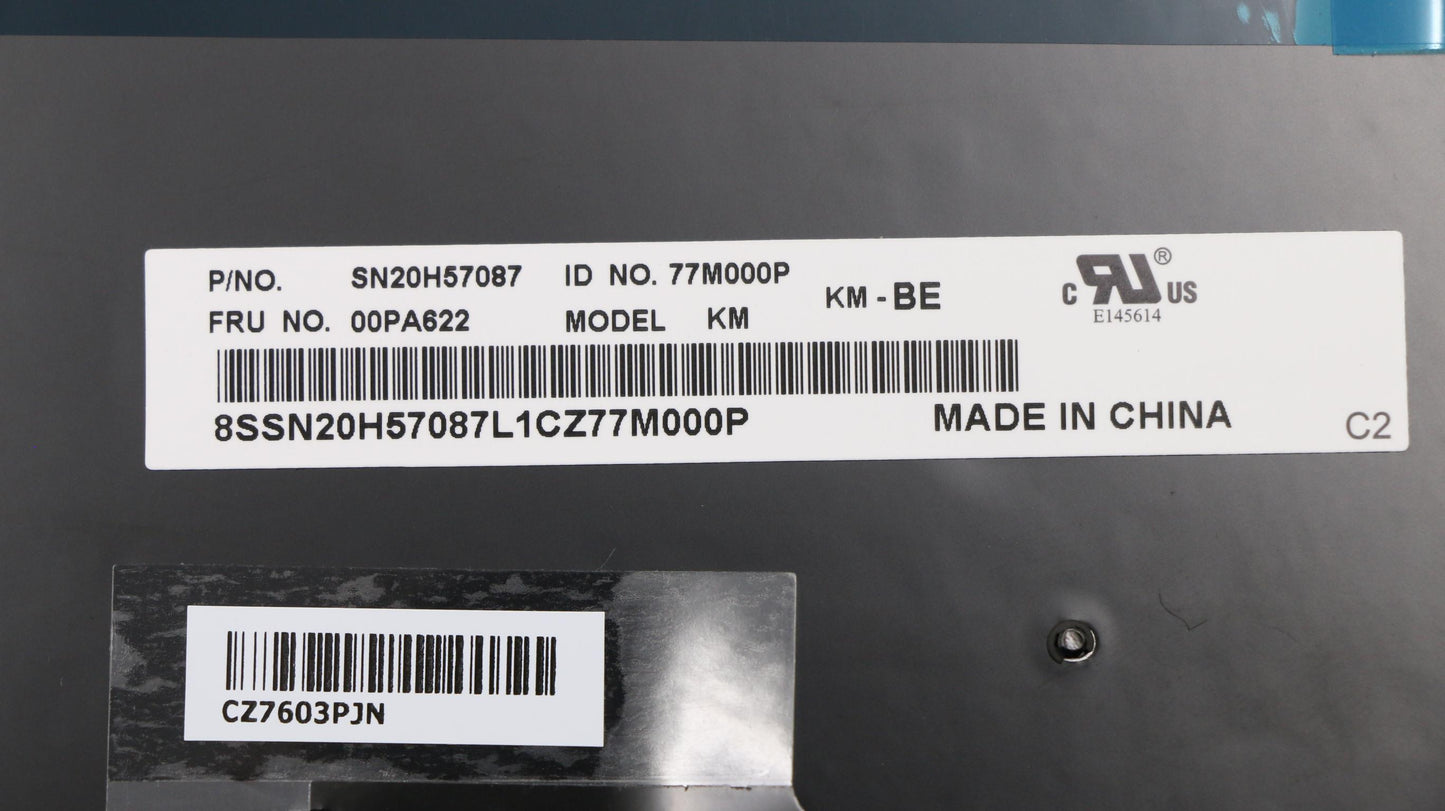 P/NO. SN20H57087 ID NO. 77M000P
FRU NO. 00PA622 MODEL KM
KM - BE
C RU ® US
E145614
8SSN20H57087L1CZ77M000P
MADE IN CHINA
C2
CZ7603PJN